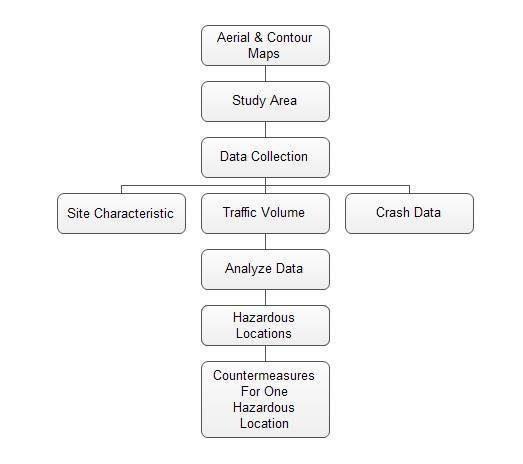 Aerial & Contour
Maps
Study Area
Data Collection
Site Characteristic
Traffic Volume
Crash Data
Analyze Data
Hazardous
Locations
Countermeasures
For One
Hazardous
Location